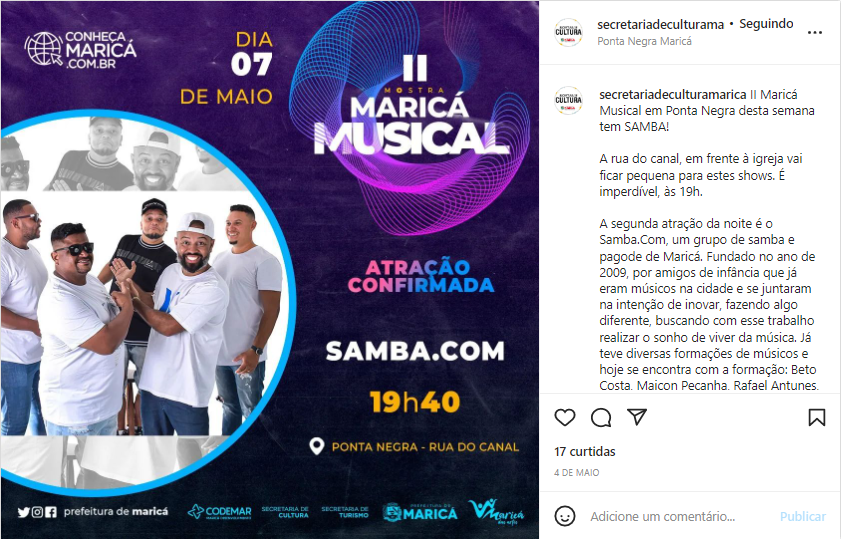 CONHEÇA
MARICÁ
.COM.BR
DIA
07
DE MAIO
II
MOSTRA
MARICÁ
MUSICAL
ATRAÇÃO
CONFIRMADA
SAMBA.COM
19h40
PONTA NEGRA - RUA DO CANAL
prefeitura de maricá
CODEMAR
SECRETARIA DE
CULTURA
SECRETARIA DE
TURISMO
PREFEITURA DE
MARICÁ
Maricá
das artes
secretariadeculturama • Seguindo
Ponta Negra Maricá
CULTURA
secretariadeculturamarica II Maricá
Musical em Ponta Negra desta semana
tem SAMBA!
A rua do canal, em frente à igreja vai
ficar pequena para estes shows. É
imperdível, às 19h.
A segunda atração da noite é o
Samba.Com, um grupo de samba e
pagode de Maricá. Fundado no ano de
2009, por amigos de infância que já
eram músicos na cidade e se juntaram
na intenção de inovar, fazendo algo
diferente, buscando com esse trabalho
realizar o sonho de viver da música. Já
teve diversas formações de músicos e
hoje se encontra com a formação: Beto
Costa, Maicon Peçanha, Rafael Antunes,
17 curtidas
4 DE MAIO
Adicione um comentário...
Publicar